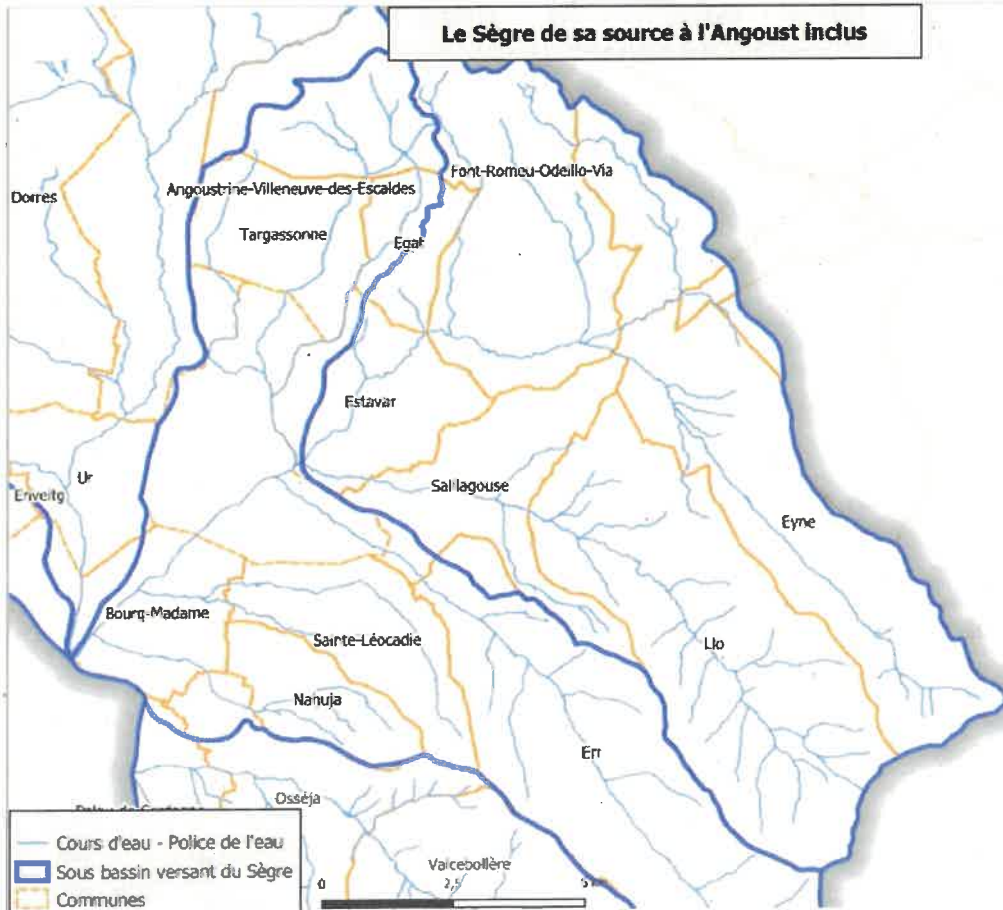 Le Sègre de sa source à l'Angoust inclus
Dorres
Angoustrine-Villeneuve-des-Escaldes
Font-Romeu-Odeillo-Via
Targassonne
Egat
Estavar
Ur
Enveitg
Saillagouse
Eyne
Bourg-Madame
Sainte-Léocadie
Llo
Nahuja
Err
Osséja
Valcebollère
Cours d'eau - Police de l'eau
Sous bassin versant du Sègre
Communes
0 2,5